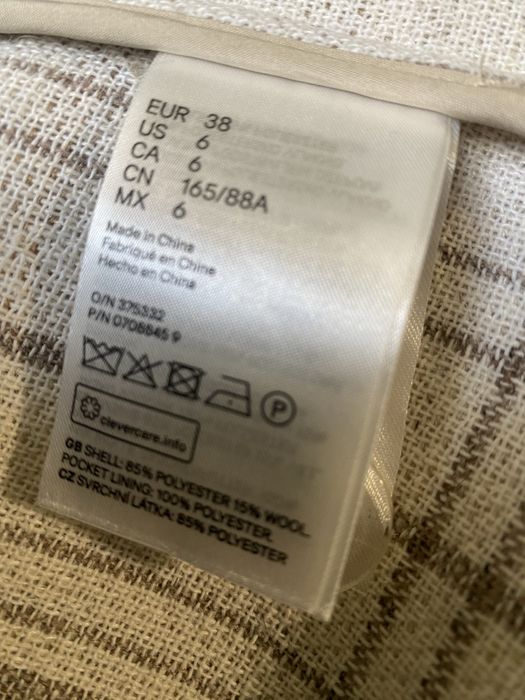 EUR 38
US 6
CA 6
CN 165/88A
MX 6
Made in China
Fabriqué en Chine
Hecho en China
O/N 375332
P/N 0708845 9
P
clevercare.info
GB SHELL: 85% POLYESTER 15% WOOL.
POCKET LINING: 100% POLYESTER.
CZ SVRCHNÍ LÁTKA: 85% POLYESTER